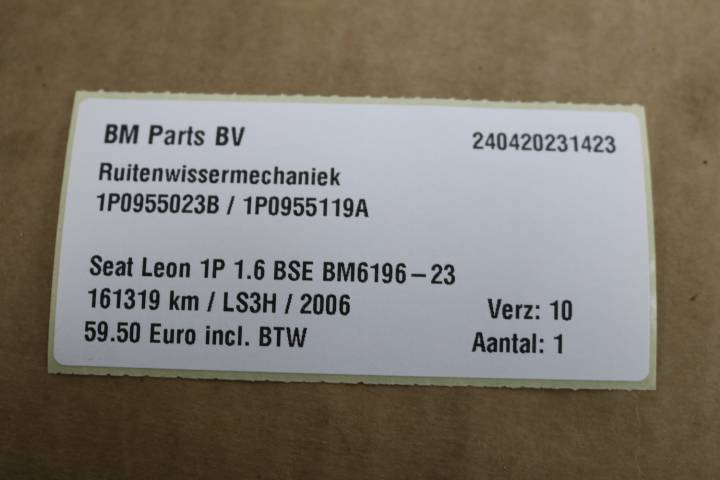 BM Parts BV 240420231423
Ruitenwissermechaniek
1P0955023B / 1P0955119A
Seat Leon 1P 1.6 BSE BM6196-23
161319 km / LS3H / 2006 Verz: 10
59.50 Euro incl. BTW Aantal: 1